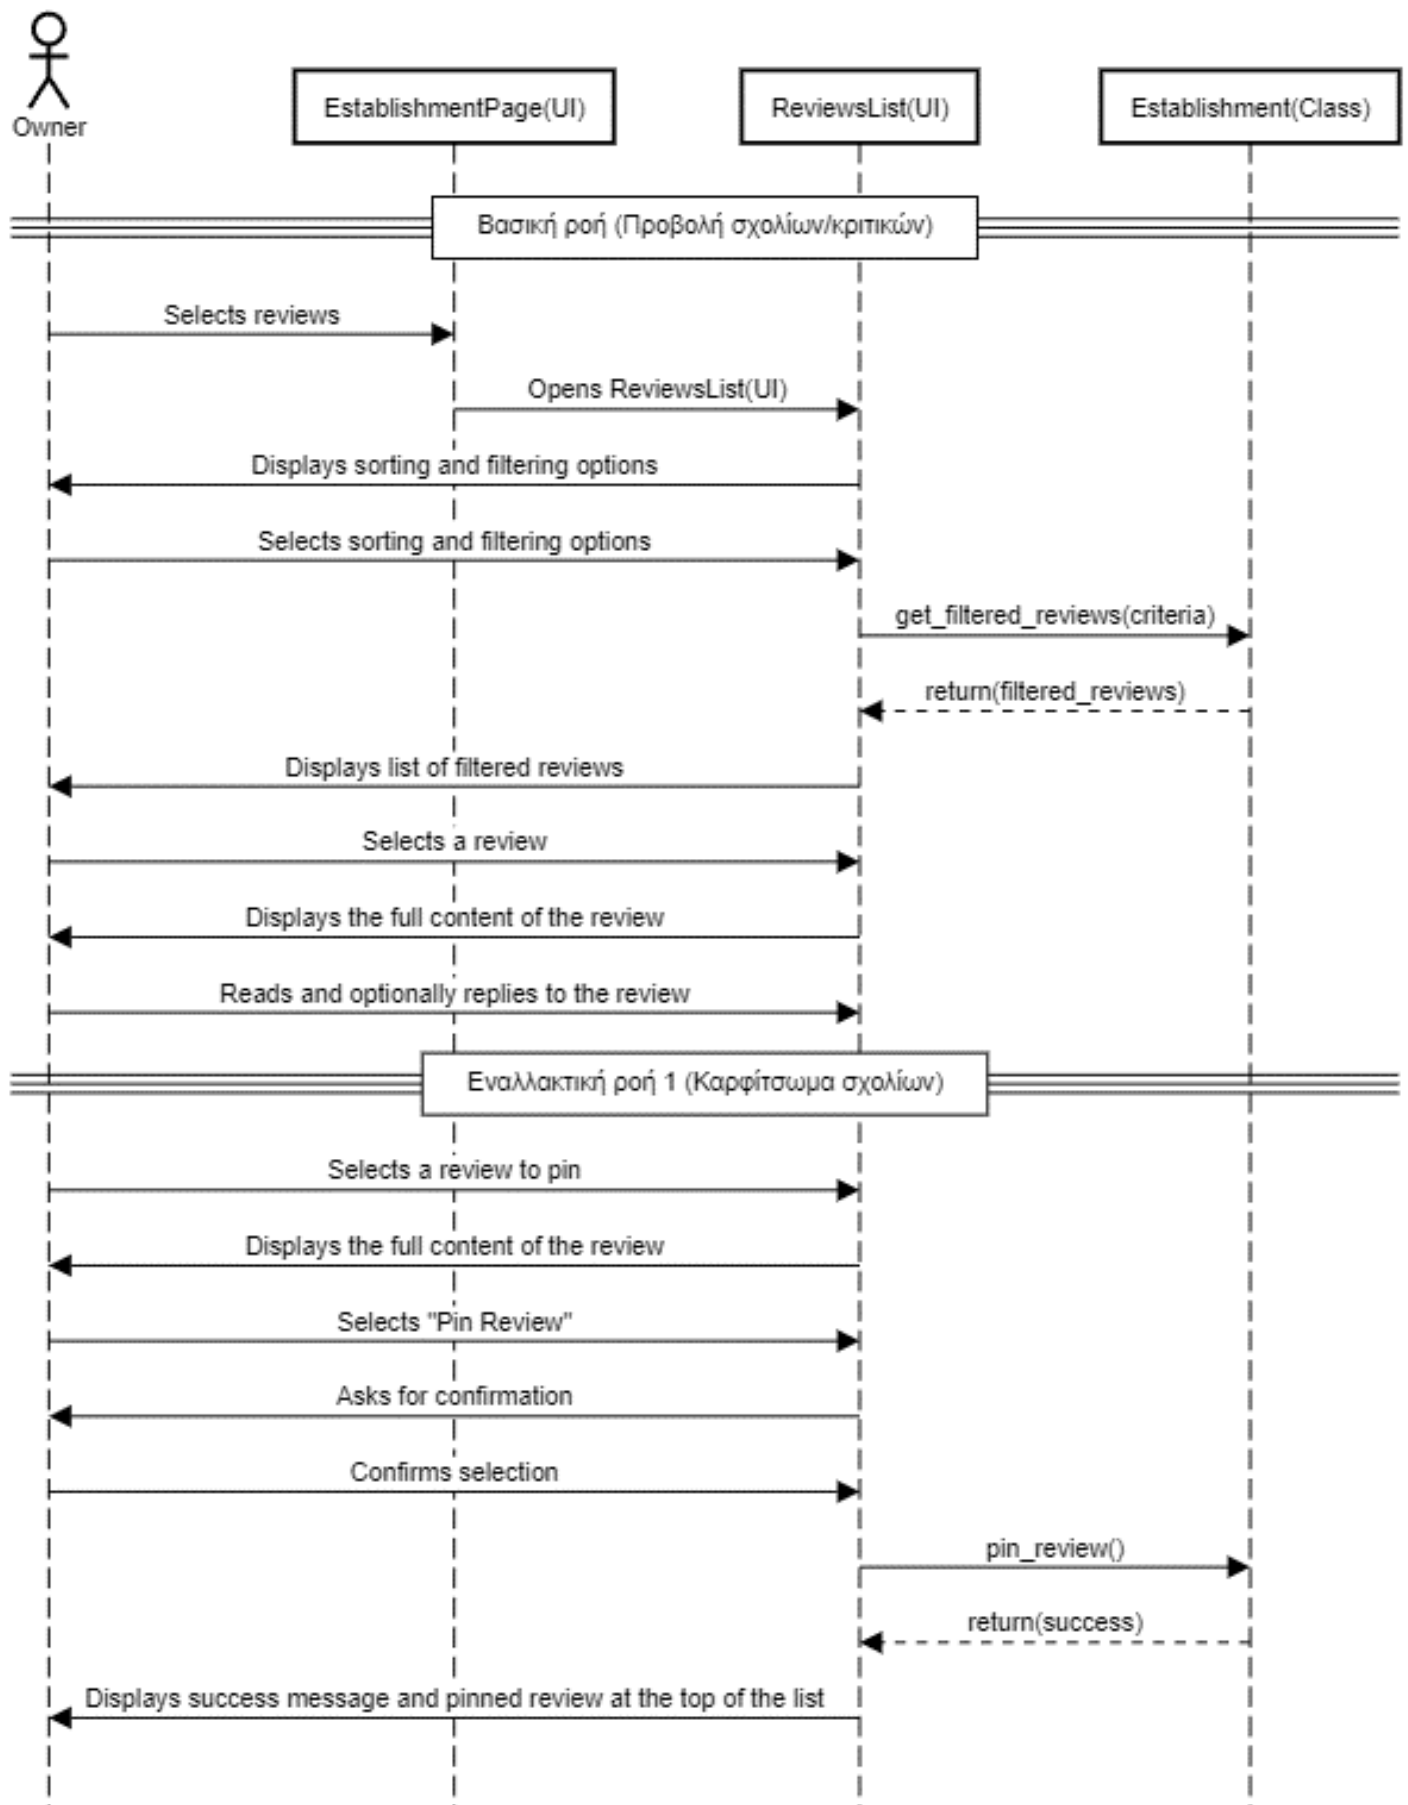 Owner
EstablishmentPage(UI)
ReviewsList(UI)
Establishment(Class)
Βασική ροή (Προβολή σχολίων/κριτικών)
Selects reviews
Opens ReviewsList(UI)
Displays sorting and filtering options
Selects sorting and filtering options
get_filtered_reviews(criteria)
return(filtered_reviews)
Displays list of filtered reviews
Selects a review
Displays the full content of the review
Reads and optionally replies to the review
Εναλλακτική ροή 1 (Καρφίτσωμα σχολίων)
Selects a review to pin
Displays the full content of the review
Selects "Pin Review"
Asks for confirmation
Confirms selection
pin_review()
return(success)
Displays success message and pinned review at the top of the list